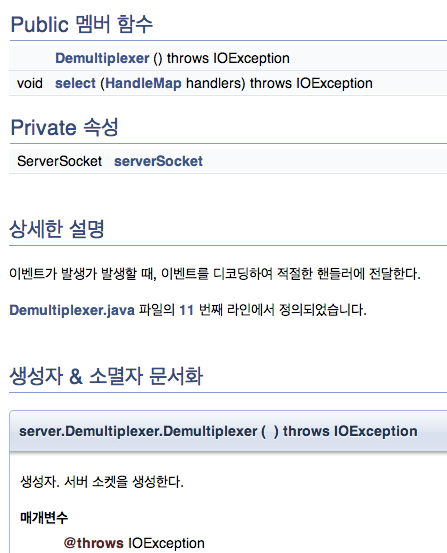 Public 멤버 함수
Demultiplexer () throws IOException
void select (HandleMap handlers) throws IOException
Private 속성
ServerSocket serverSocket
상세한 설명
이벤트가 발생가 발생할 때, 이벤트를 디코딩하여 적절한 핸들러에 전달한다.
Demultiplexer.java 파일의 11 번째 라인에서 정의되었습니다.
생성자 & 소멸자 문서화
server.Demultiplexer.Demultiplexer ( ) throws IOException
생성자. 서버 소켓을 생성한다.
매개변수
@throws IOException